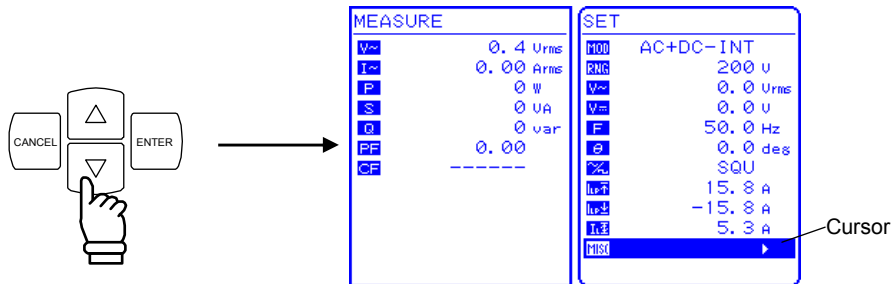 CANCEL
△
▽
ENTER
MEASURE
V~ 0.4 Vrms
I~ 0.00 Arms
P 0 W
S 0 VA
Q 0 var
PF 0.00
CF ------
SET
MOD AC+DC-INT
RNG 200 V
V~ 0.0 Vrms
V⎓ 0.0 V
F 50.0 Hz
θ 0.0 deg
SQU
15.8 A
-15.8 A
5.3 A
MISC ▶
Cursor